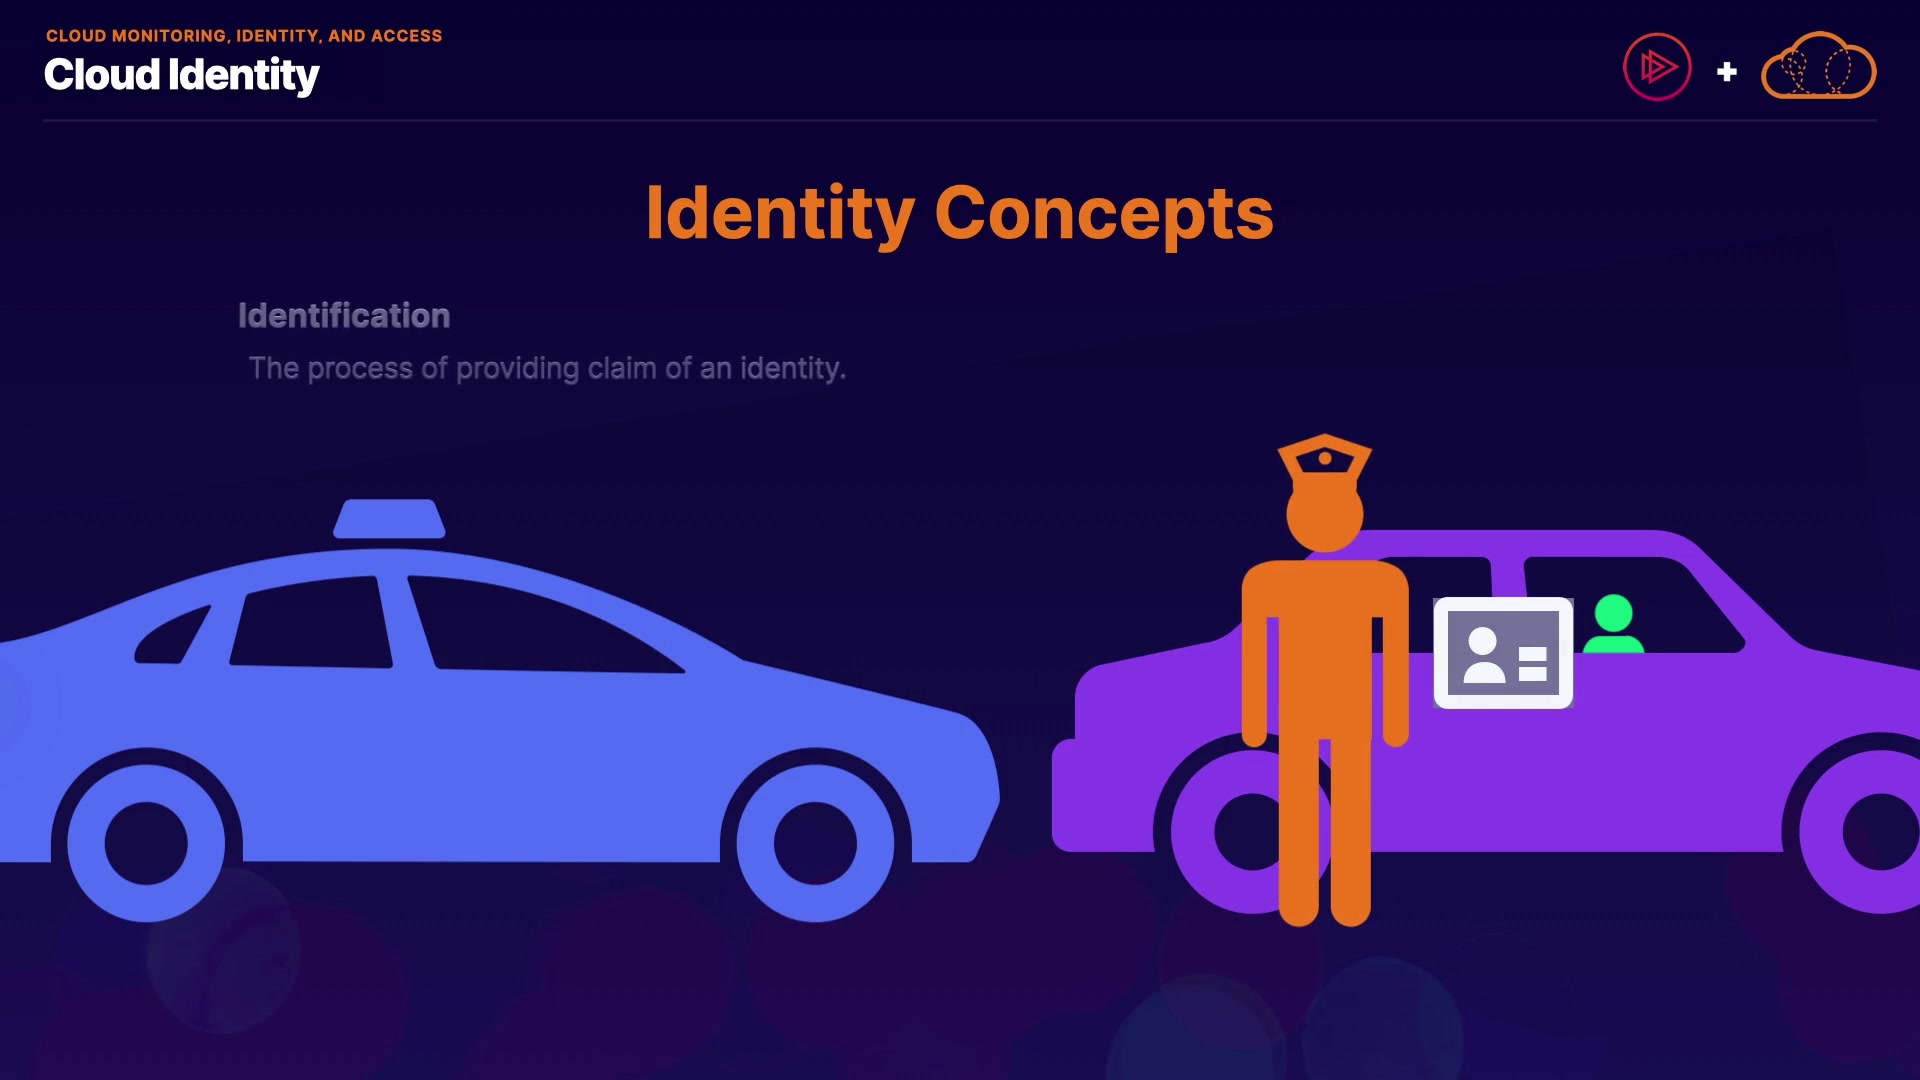 CLOUD MONITORING, IDENTITY, AND ACCESS
Cloud Identity
Identity Concepts
Identification
The process of providing claim of an identity.